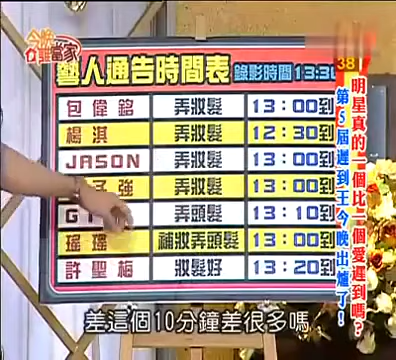 今晚
誰當家
藝人通告時間表 錄影時間13:30
包偉銘 弄妝髮 13:00到
楊淇 弄妝髮 12:30到
JASON 弄妝髮 13:00到
子強 弄妝髮 13:00到
弄頭髮 13:10到
瑤瑤 補妝弄頭髮 13:00到
許聖梅 妝髮好 13:20到
38
明星真的一個比一個愛遲到嗎?
第5屆遲到王今晚出爐了!
差這個10分鐘差很多嗎